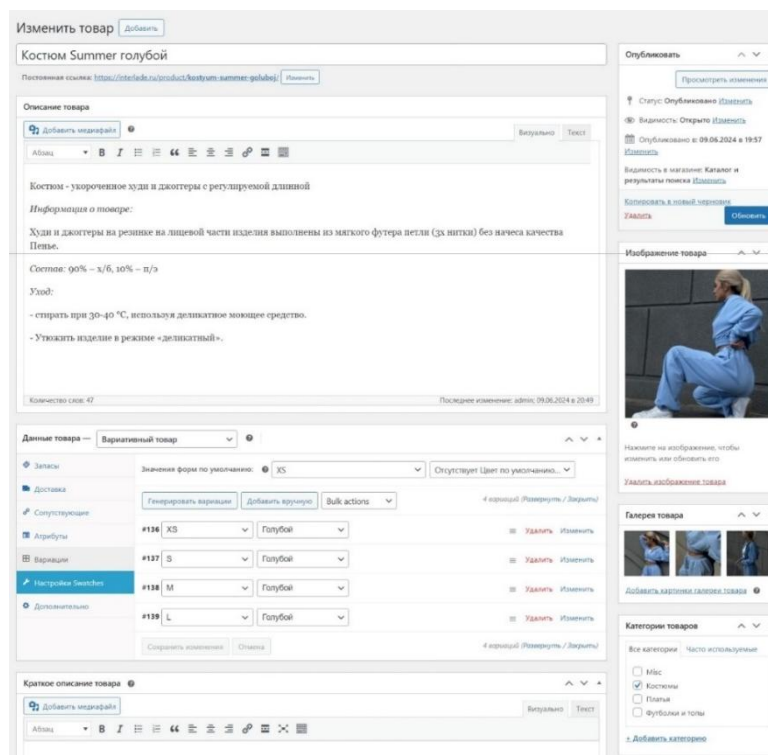 Изменить товар Добавить
Костюм Summer голубой
Постоянная ссылка: https://interlade.ru/product/kostyum-summer-goluboj/ Изменить
Описание товара
Добавить медиафайл
Визуально Текст
Абзац
Костюм - укороченное худи и джоггеры с регулируемой длинной
Информация о товаре:
Худи и джоггеры на резинке на лицевой части изделия выполнены из мягкого футера петли (3х нитки) без начеса качества
Пенье.
Состав: 90% – х/б, 10% – п/э
Уход:
- стирать при 30-40 °C, используя деликатное моющее средство.
- Утюжить изделие в режиме «деликатный».
Количество слов: 47 Последнее изменение: admin; 09.06.2024 в 20:49
Данные товара — Вариативный товар
Запасы
Доставка
Сопутствующие
Атрибуты
Вариации
Настройки Swatches
Дополнительно
Значения форм по умолчанию: XS Отсутствует Цвет по умолчанию...
Генерировать вариации Добавить вручную Bulk actions 4 вариаций (Развернуть / Закрыть)
#136 XS Голубой Удалить Изменить
#137 S Голубой Удалить Изменить
#138 M Голубой Удалить Изменить
#139 L Голубой Удалить Изменить
Сохранить изменения Отмена 4 вариаций (Развернуть / Закрыть)
Краткое описание товара
Добавить медиафайл
Визуально Текст
Абзац
Опубликовать
Просмотреть изменения
Статус: Опубликовано Изменить
Видимость: Открыто Изменить
Опубликовано в: 09.06.2024 в 19:57
Изменить
Видимость в магазине: Каталог и
результаты поиска Изменить
Копировать в новый черновик
Удалить Обновить
Изображение товара
Нажмите на изображение, чтобы
изменить или обновить его
Удалить изображение товара
Галерея товара
Добавить картинки галереи товара
Категории товаров
Все категории Часто используемые
Misc
Костюмы
Платья
Футболки и топы
+ Добавить категорию